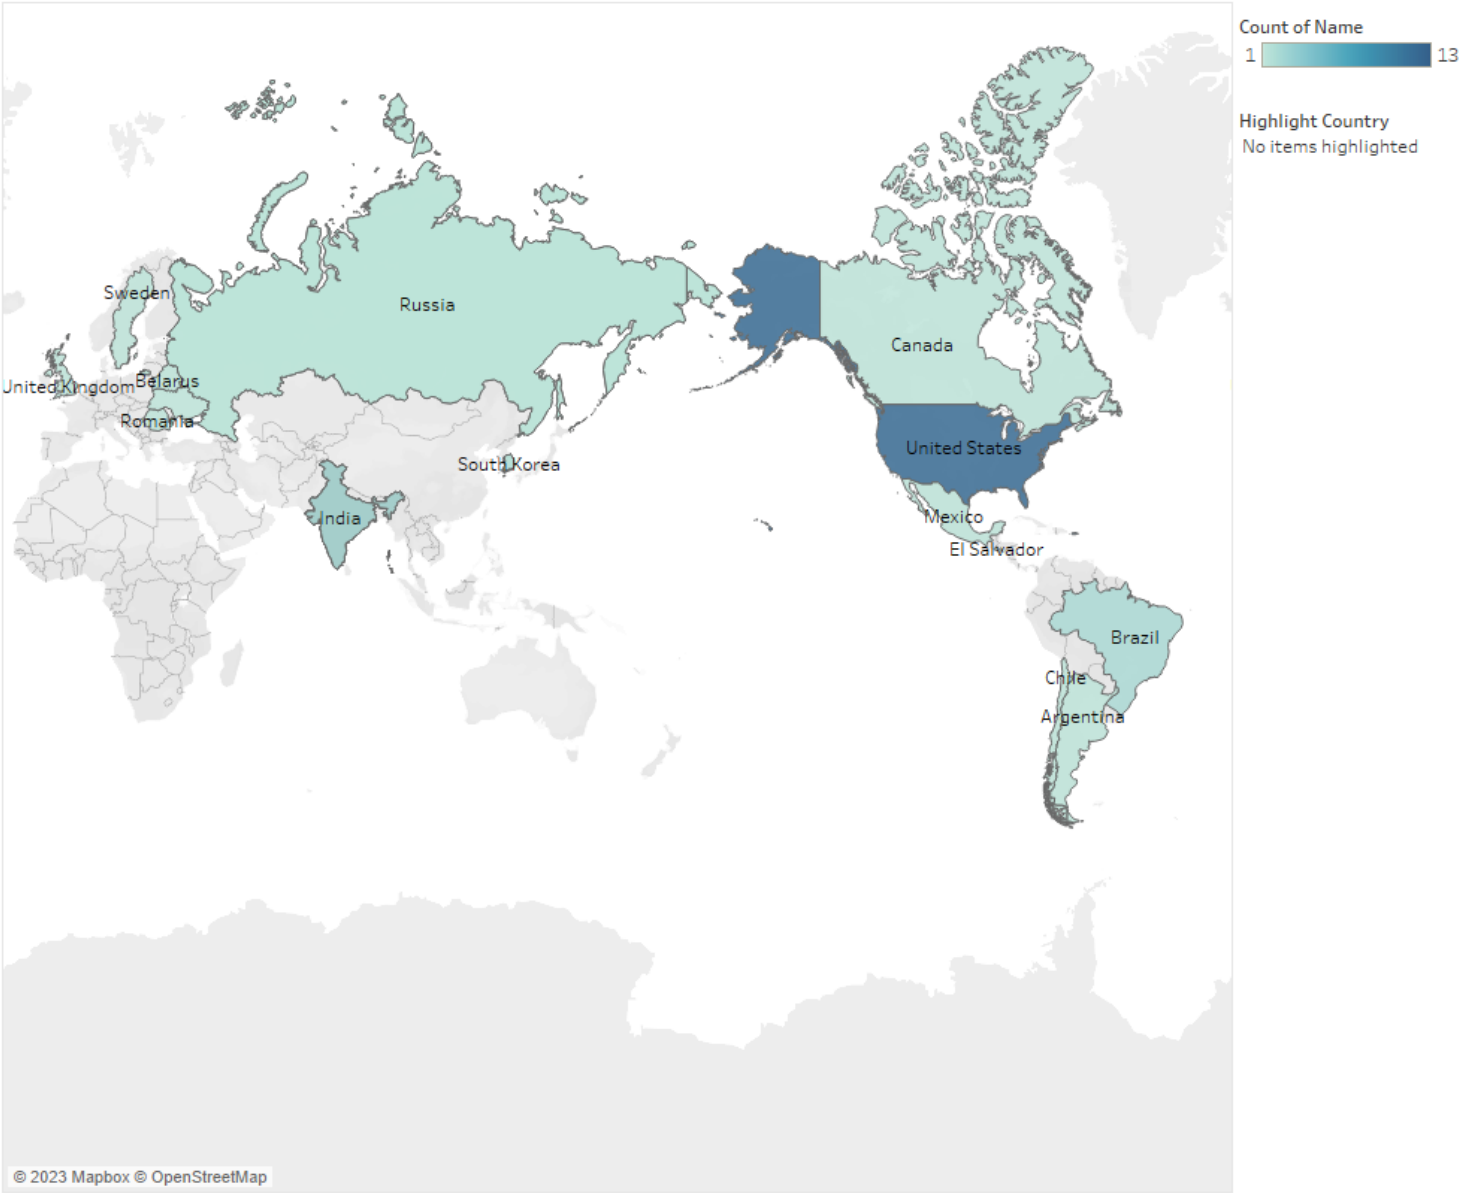 Count of Name
1 13
Highlight Country
No items highlighted
Sweden
Russia
Canada
United Kingdom
Belarus
Romania
United States
South Korea
India
Mexico
El Salvador
Brazil
Chile
Argentina
© 2023 Mapbox © OpenStreetMap